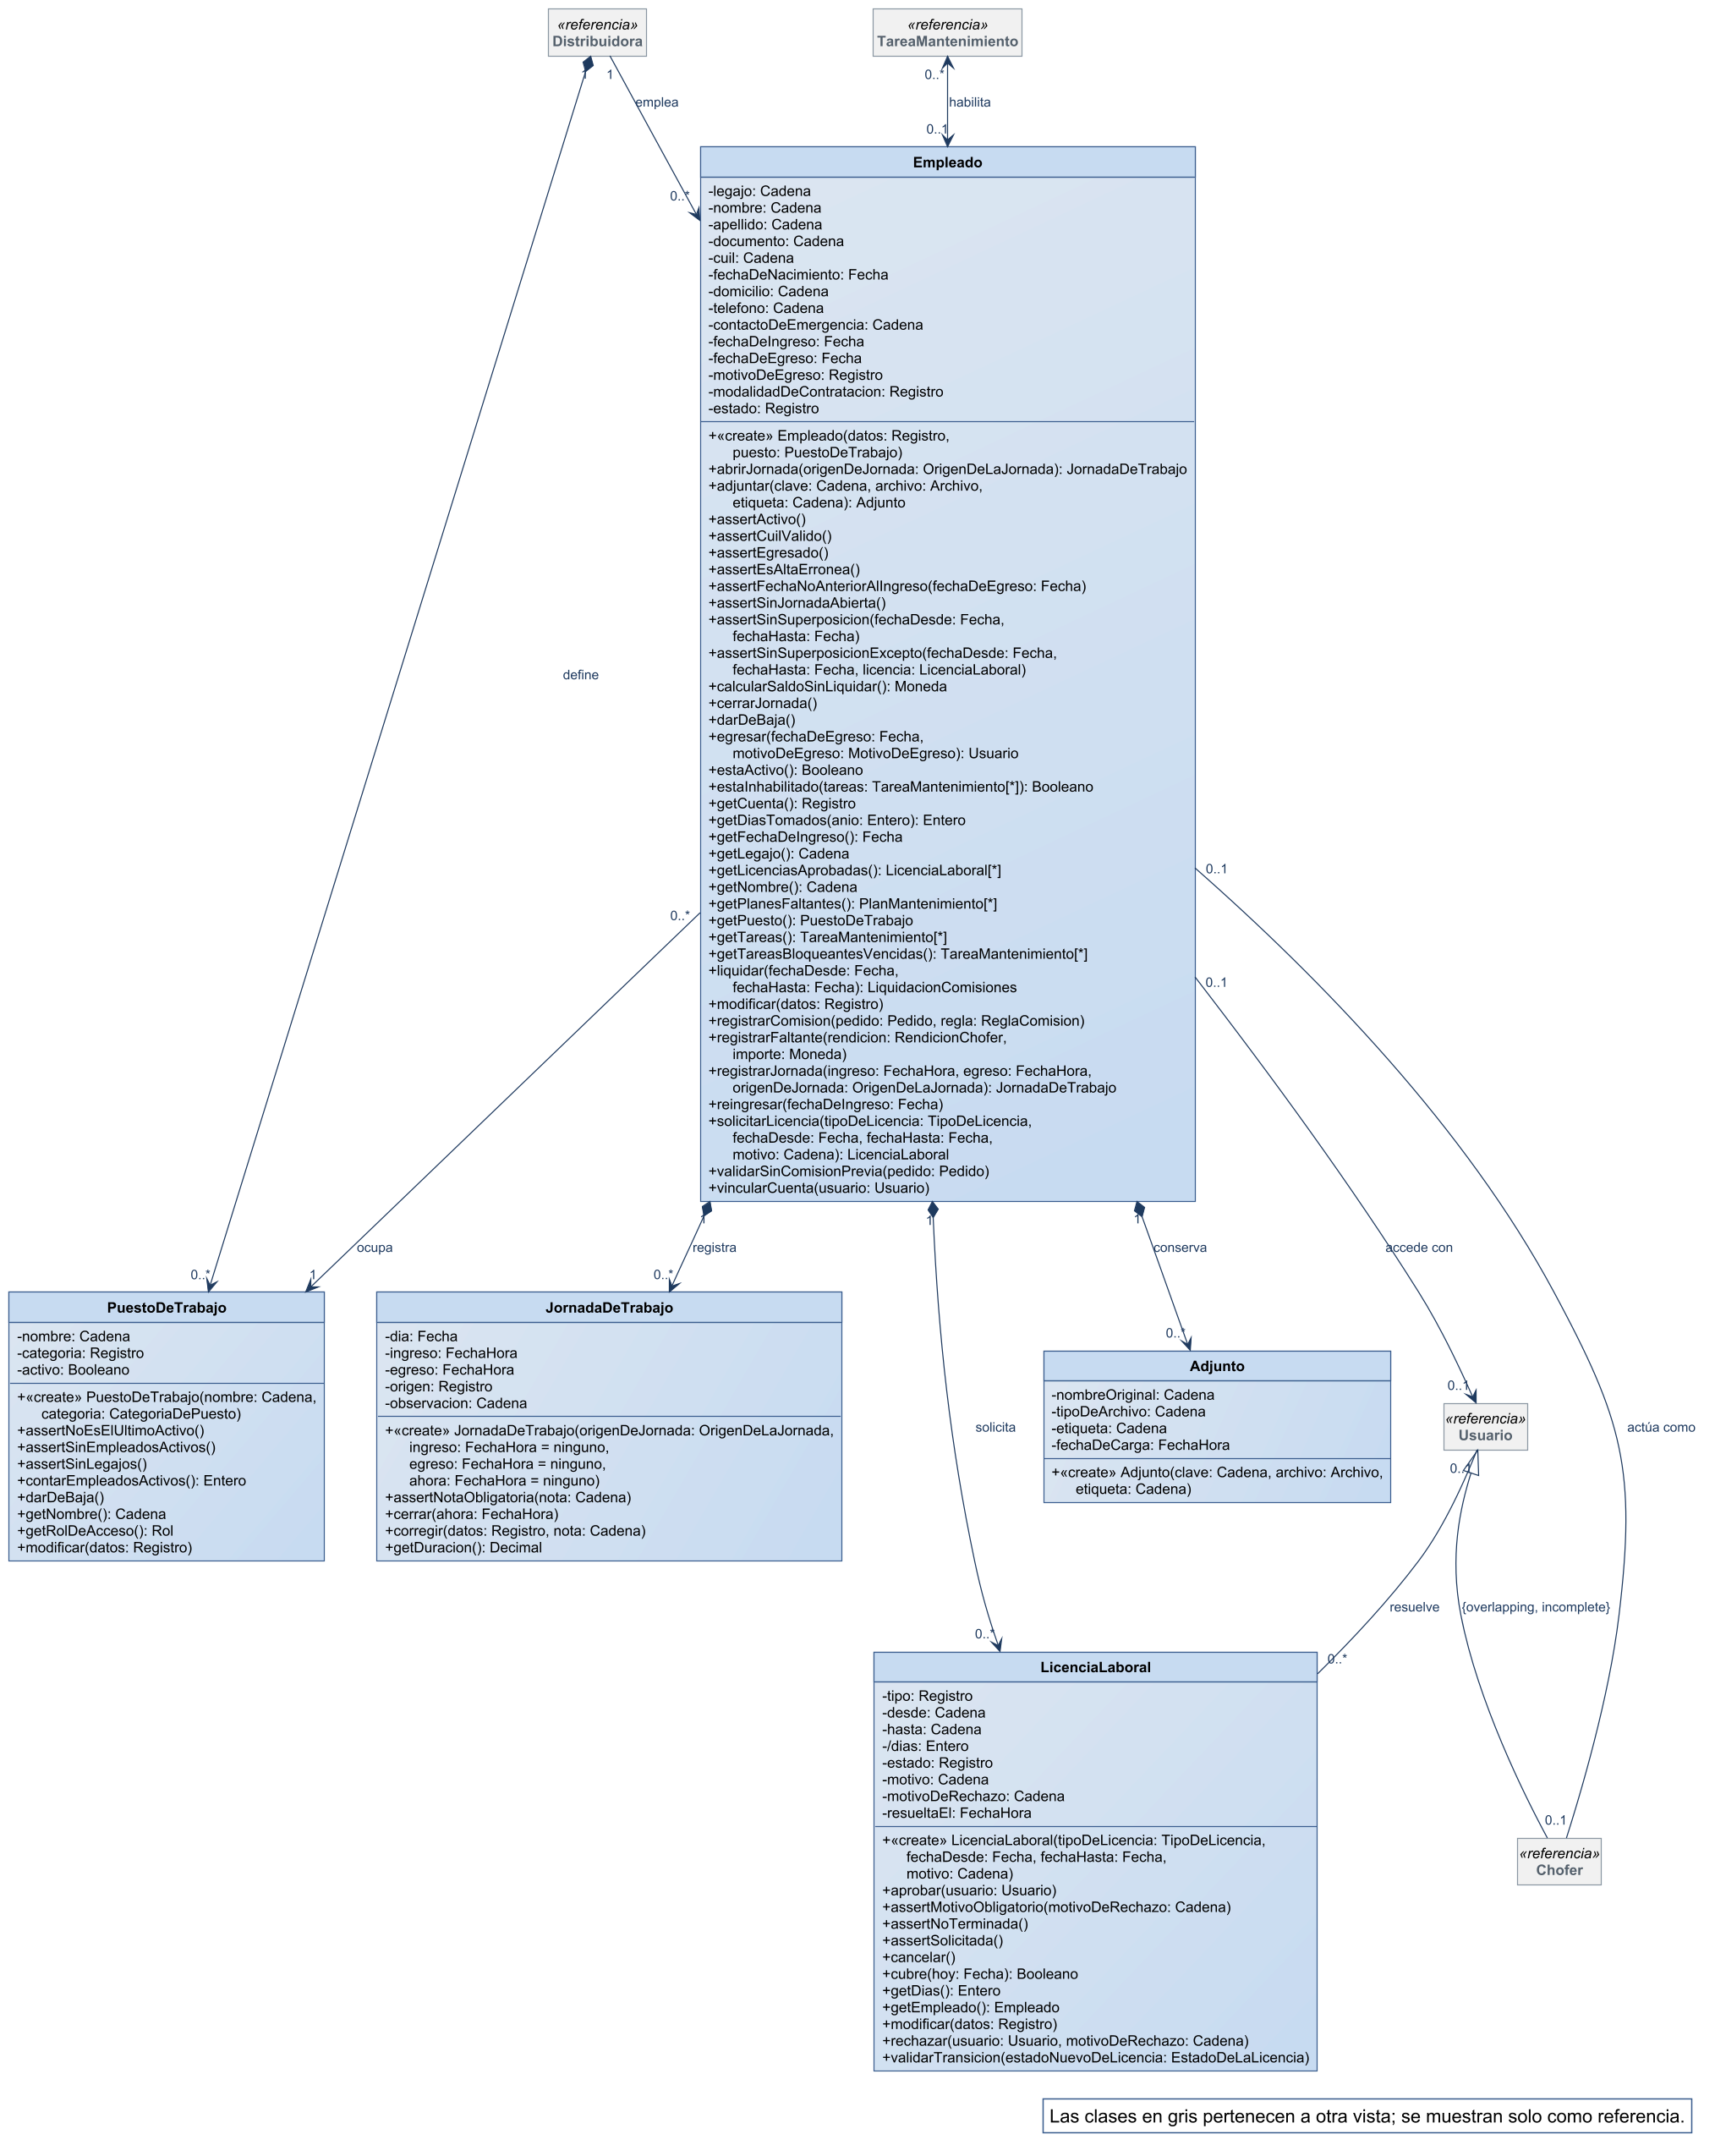 «referencia»
Distribuidora
«referencia»
TareaMantenimiento
1
1
0..*
emplea
habilita
0..1
0..*
Empleado
-legajo: Cadena
-nombre: Cadena
-apellido: Cadena
-documento: Cadena
-cuil: Cadena
-fechaDeNacimiento: Fecha
-domicilio: Cadena
-telefono: Cadena
-contactoDeEmergencia: Cadena
-fechaDeIngreso: Fecha
-fechaDeEgreso: Fecha
-motivoDeEgreso: Registro
-modalidadDeContratacion: Registro
-estado: Registro
+«create» Empleado(datos: Registro,
puesto: PuestoDeTrabajo)
+abrirJornada(origenDeJornada: OrigenDeLaJornada): JornadaDeTrabajo
+adjuntar(clave: Cadena, archivo: Archivo,
etiqueta: Cadena): Adjunto
+assertActivo()
+assertCuilValido()
+assertEgresado()
+assertEsAltaErronea()
+assertFechaNoAnteriorAlIngreso(fechaDeEgreso: Fecha)
+assertSinJornadaAbierta()
+assertSinSuperposicion(fechaDesde: Fecha,
fechaHasta: Fecha)
+assertSinSuperposicionExcepto(fechaDesde: Fecha,
fechaHasta: Fecha, licencia: LicenciaLaboral)
+calcularSaldoSinLiquidar(): Moneda
+cerrarJornada()
+darDeBaja()
+egresar(fechaDeEgreso: Fecha,
motivoDeEgreso: MotivoDeEgreso): Usuario
+estaActivo(): Booleano
+estaInhabilitado(tareas: TareaMantenimiento[*]): Booleano
+getCuenta(): Registro
+getDiasTomados(anio: Entero): Entero
+getFechaDeIngreso(): Fecha
+getLegajo(): Cadena
+getLicenciasAprobadas(): LicenciaLaboral[*]
+getNombre(): Cadena
+getPlanesFaltantes(): PlanMantenimiento[*]
+getPuesto(): PuestoDeTrabajo
+getTareas(): TareaMantenimiento[*]
+getTareasBloqueantesVencidas(): TareaMantenimiento[*]
+liquidar(fechaDesde: Fecha,
fechaHasta: Fecha): LiquidacionComisiones
+modificar(datos: Registro)
+registrarComision(pedido: Pedido, regla: ReglaComision)
+registrarFaltante(rendicion: RendicionChofer,
importe: Moneda)
+registrarJornada(ingreso: FechaHora, egreso: FechaHora,
origenDeJornada: OrigenDeLaJornada): JornadaDeTrabajo
+reingresar(fechaDeIngreso: Fecha)
+solicitarLicencia(tipoDeLicencia: TipoDeLicencia,
fechaDesde: Fecha, fechaHasta: Fecha,
motivo: Cadena): LicenciaLaboral
+validarSinComisionPrevia(pedido: Pedido)
+vincularCuenta(usuario: Usuario)
define
0..1
0..*
0..1
1
1
1
ocupa
registra
conserva
accede con
0..*
1
0..*
0..*
0..1
PuestoDeTrabajo
-nombre: Cadena
-categoria: Registro
-activo: Booleano
+«create» PuestoDeTrabajo(nombre: Cadena,
categoria: CategoriaDePuesto)
+assertNoEsElUltimoActivo()
+assertSinEmpleadosActivos()
+assertSinLegajos()
+contarEmpleadosActivos(): Entero
+darDeBaja()
+getNombre(): Cadena
+getRolDeAcceso(): Rol
+modificar(datos: Registro)
JornadaDeTrabajo
-dia: Fecha
-ingreso: FechaHora
-egreso: FechaHora
-origen: Registro
-observacion: Cadena
+«create» JornadaDeTrabajo(origenDeJornada: OrigenDeLaJornada,
ingreso: FechaHora = ninguno,
egreso: FechaHora = ninguno,
ahora: FechaHora = ninguno)
+assertNotaObligatoria(nota: Cadena)
+cerrar(ahora: FechaHora)
+corregir(datos: Registro, nota: Cadena)
+getDuracion(): Decimal
solicita
Adjunto
-nombreOriginal: Cadena
-tipoDeArchivo: Cadena
-etiqueta: Cadena
-fechaDeCarga: FechaHora
+«create» Adjunto(clave: Cadena, archivo: Archivo,
etiqueta: Cadena)
«referencia»
Usuario
0..1
actúa como
resuelve
{overlapping, incomplete}
0..*
0..*
LicenciaLaboral
-tipo: Registro
-desde: Cadena
-hasta: Cadena
-/dias: Entero
-estado: Registro
-motivo: Cadena
-motivoDeRechazo: Cadena
-resueltaEl: FechaHora
+«create» LicenciaLaboral(tipoDeLicencia: TipoDeLicencia,
fechaDesde: Fecha, fechaHasta: Fecha,
motivo: Cadena)
+aprobar(usuario: Usuario)
+assertMotivoObligatorio(motivoDeRechazo: Cadena)
+assertNoTerminada()
+assertSolicitada()
+cancelar()
+cubre(hoy: Fecha): Booleano
+getDias(): Entero
+getEmpleado(): Empleado
+modificar(datos: Registro)
+rechazar(usuario: Usuario, motivoDeRechazo: Cadena)
+validarTransicion(estadoNuevoDeLicencia: EstadoDeLaLicencia)
0..1
«referencia»
Chofer
Las clases en gris pertenecen a otra vista; se muestran solo como referencia.